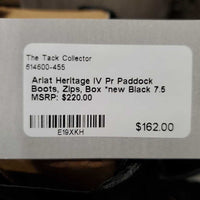 The Tack Collector
614600-455
Ariat Heritage IV Pr Paddock
Boots, Zips, Box *new Black 7.5
MSRP: $220.00
E19XKH
$162.00